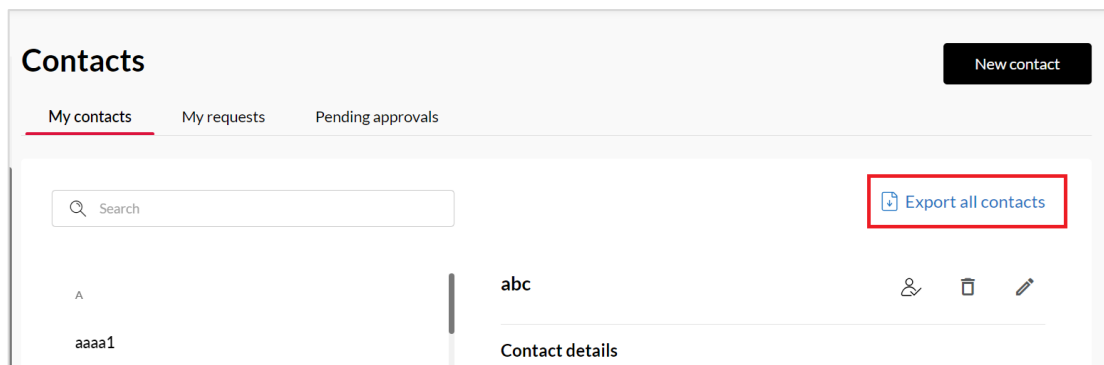 Contacts
New contact
My contacts My requests Pending approvals
Search
Export all contacts
A
aaaa1
abc
Contact details